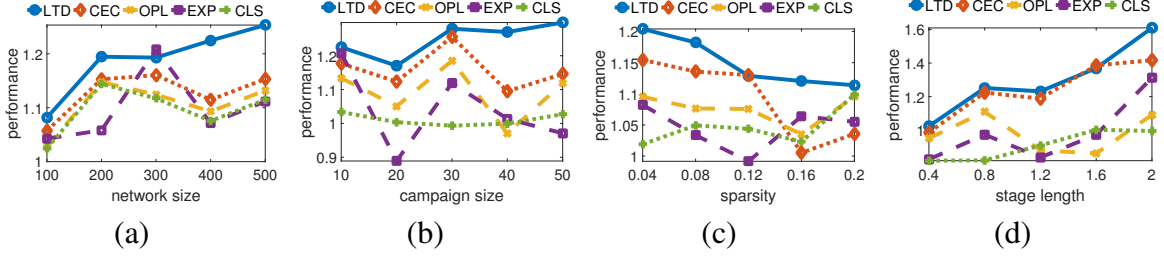 LTD CEC OPL EXP CLS
performance
1.2
1.1
1
100 200 300 400 500
network size
(a)
LTD CEC OPL EXP CLS
performance
1.2
1.1
1
0.9
10 20 30 40 50
campaign size
(b)
LTD CEC OPL EXP CLS
performance
1.2
1.15
1.1
1.05
1
0.04 0.08 0.12 0.16 0.2
sparsity
(c)
LTD CEC OPL EXP CLS
performance
1.6
1.4
1.2
1
0.4 0.8 1.2 1.6 2
stage length
(d)